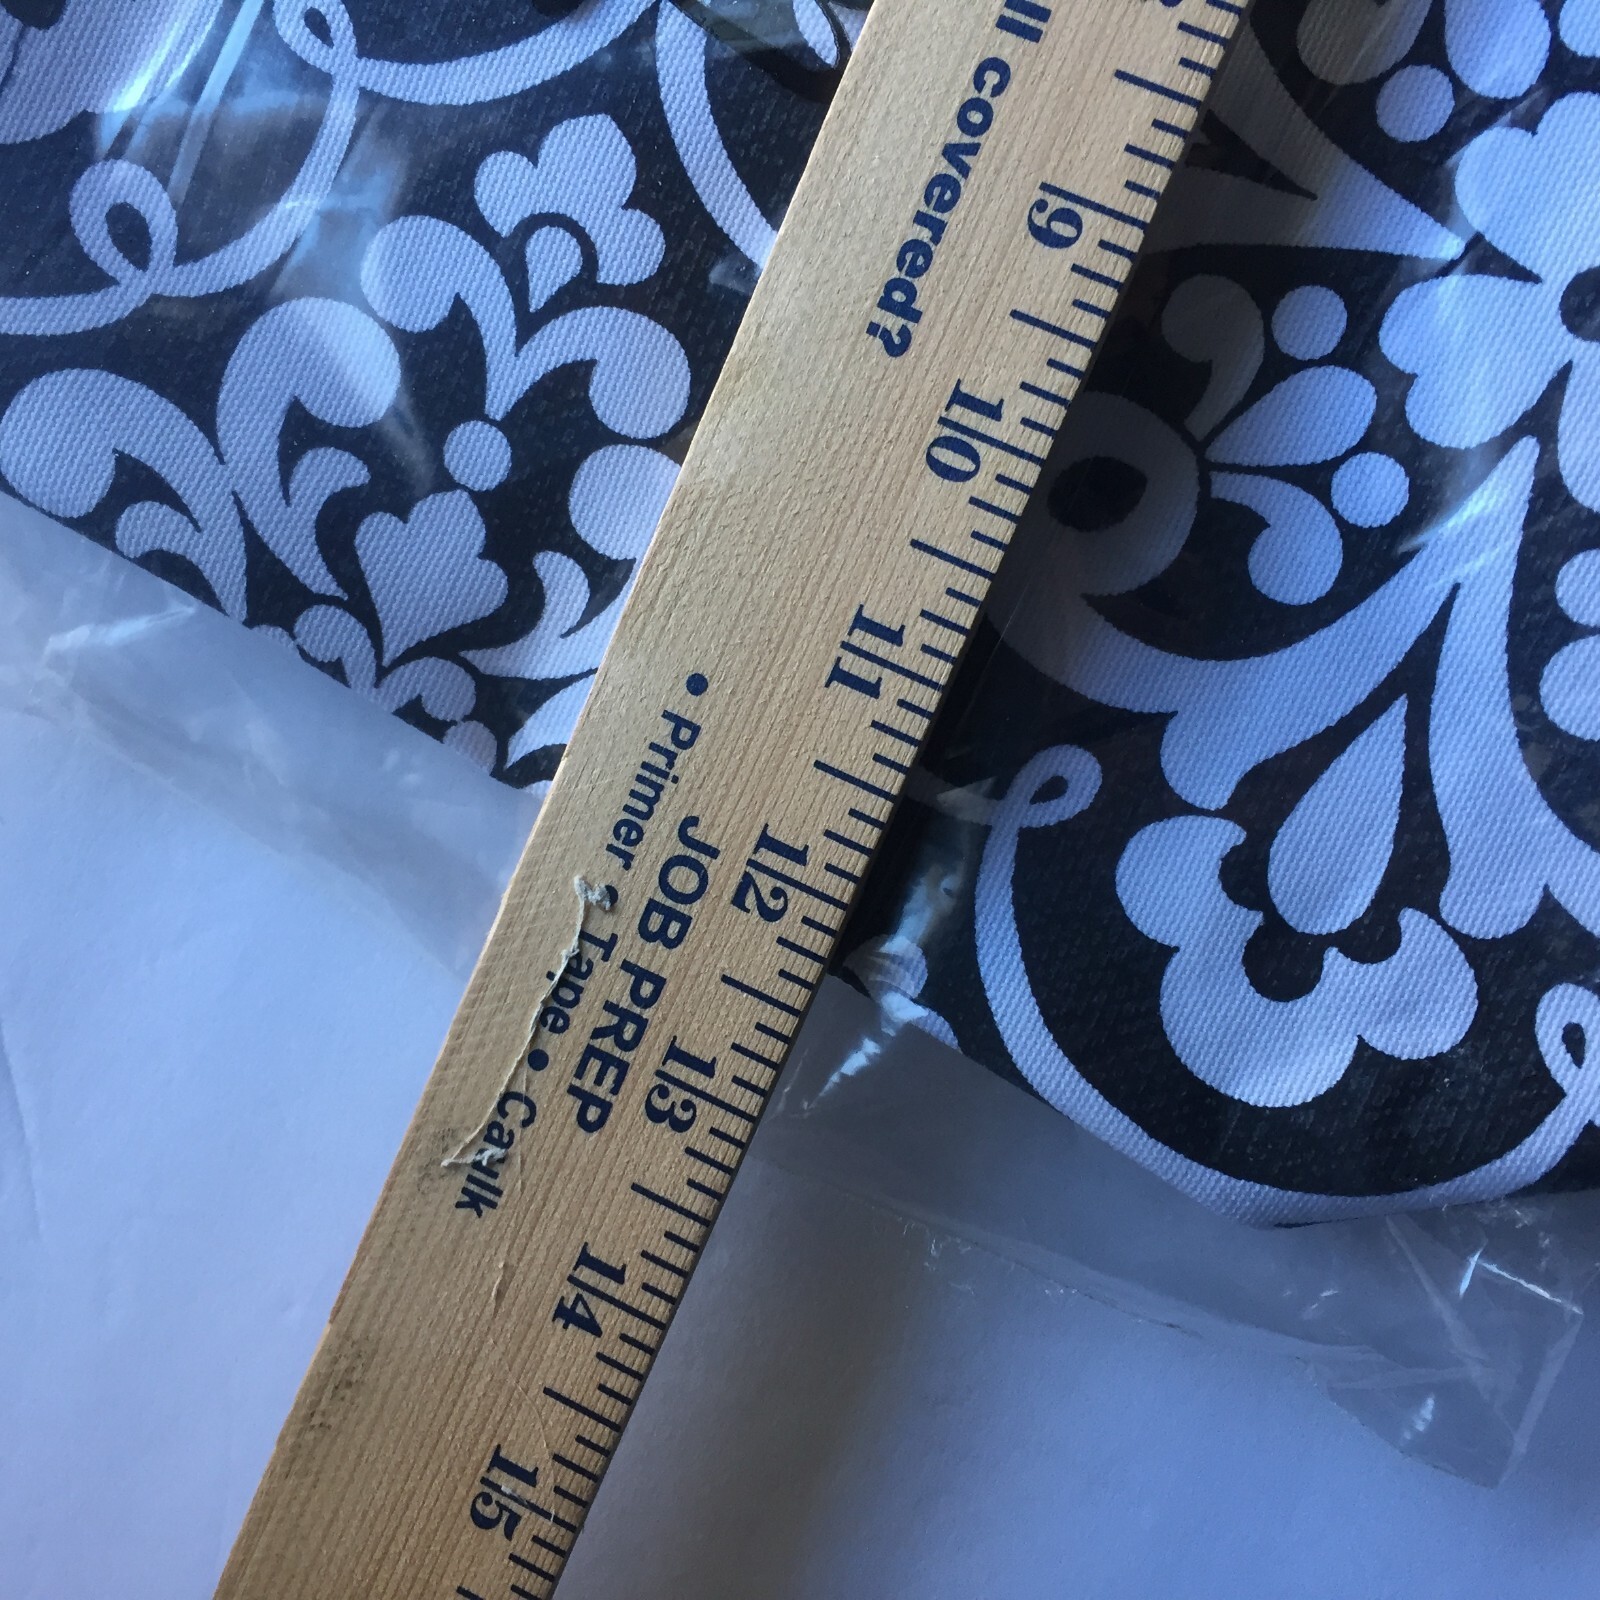 ll covered?
9
10
11
12
13
14
15
JOB PREP
• Primer & Tape • Caulk